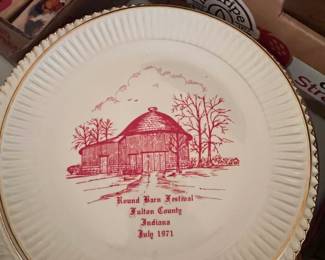 Round Barn Festival
Fulton County
Indiana
July 1971